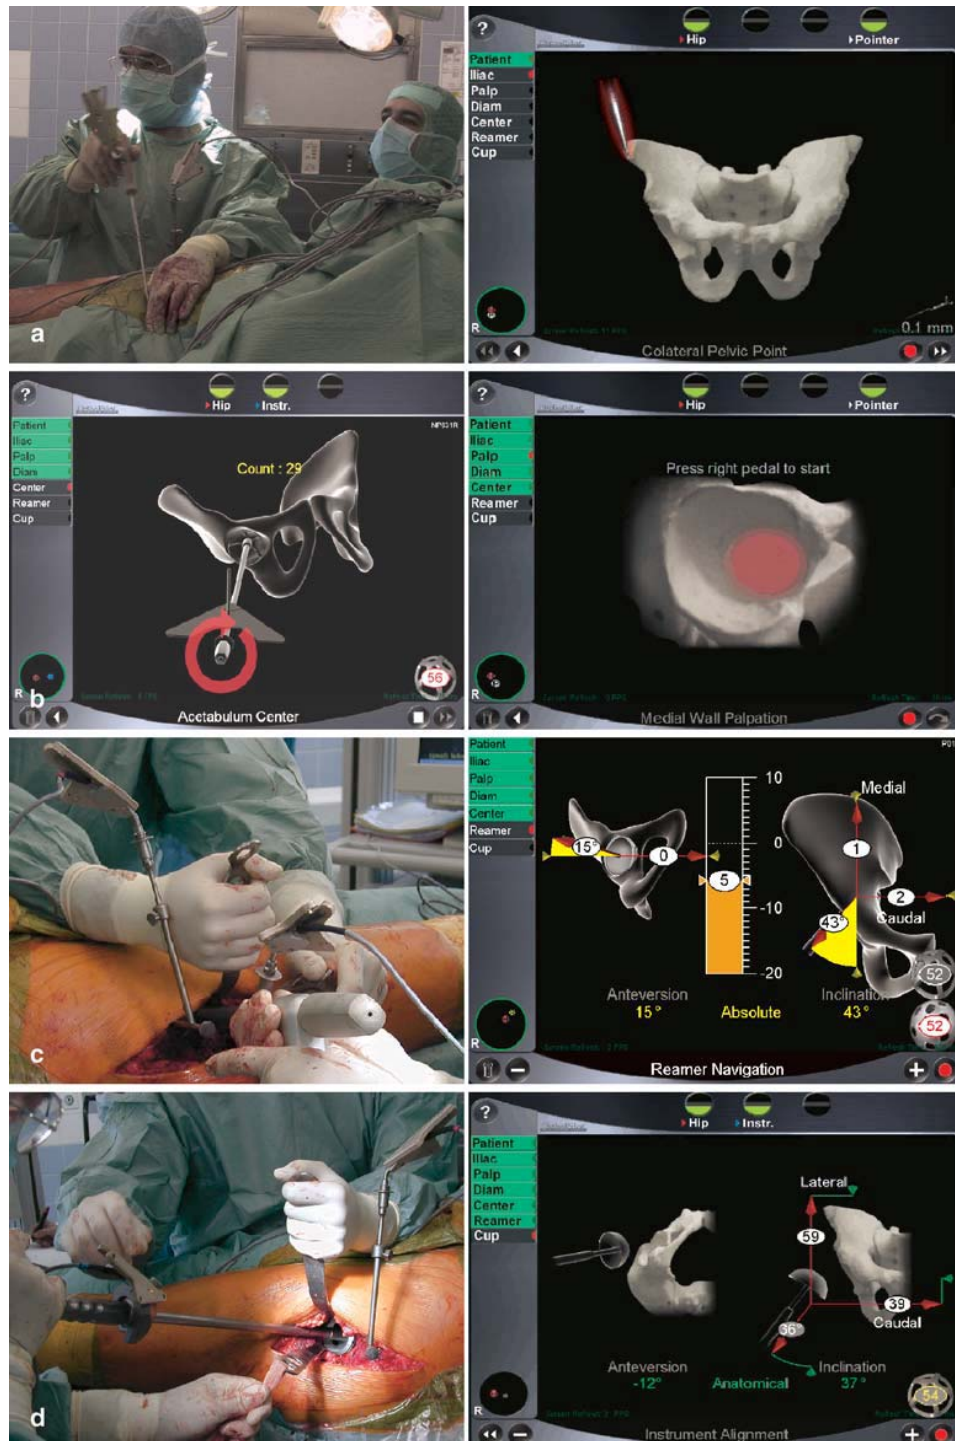 ?
Hip
Pointer
Patient
Iliac
Palp
Diam
Center
Reamer
Cup
R
0.1 mm
Colateral Pelvic Point
a
?
Hip
Instr.
Patient
Iliac
Palp
Diam
Center
Reamer
Cup
NP931R
Count : 29
R
56
Acetabulum Center
b
?
Hip
Pointer
Patient
Iliac
Palp
Diam
Center
Reamer
Cup
Press right pedal to start
R
Medial Wall Palpation
c
Patient
Iliac
Palp
Diam
Center
Reamer
Cup
10
0
-10
-20
Medial
15°
0
5
1
2
Caudal
43°
52
Anteversion
Inclination
15°
Absolute
43°
52
R
Reamer Navigation
d
?
Hip
Instr.
Patient
Iliac
Palp
Diam
Center
Reamer
Cup
Lateral
59
39
Caudal
36
Anteversion
Inclination
-12°
Anatomical
37°
54
R
Instrument Alignment